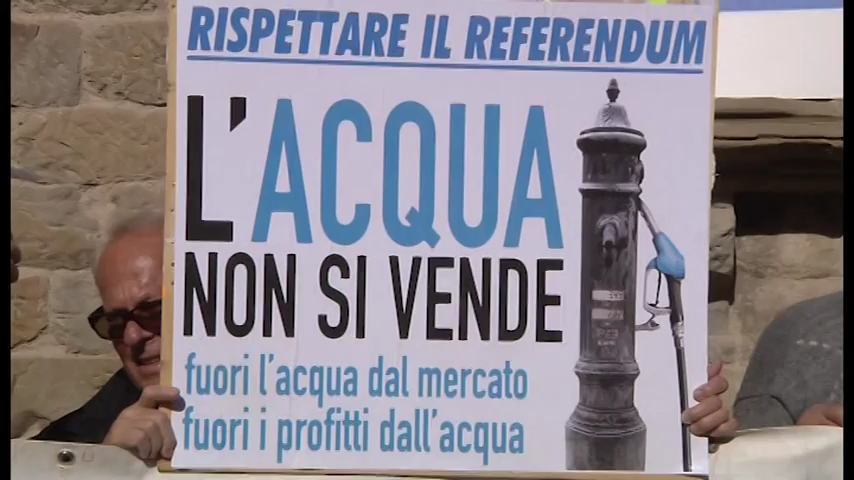 RISPETTARE IL REFERENDUM
L'ACQUA
NON SI VENDE
fuori l'acqua dal mercato
fuori i profitti dall'acqua